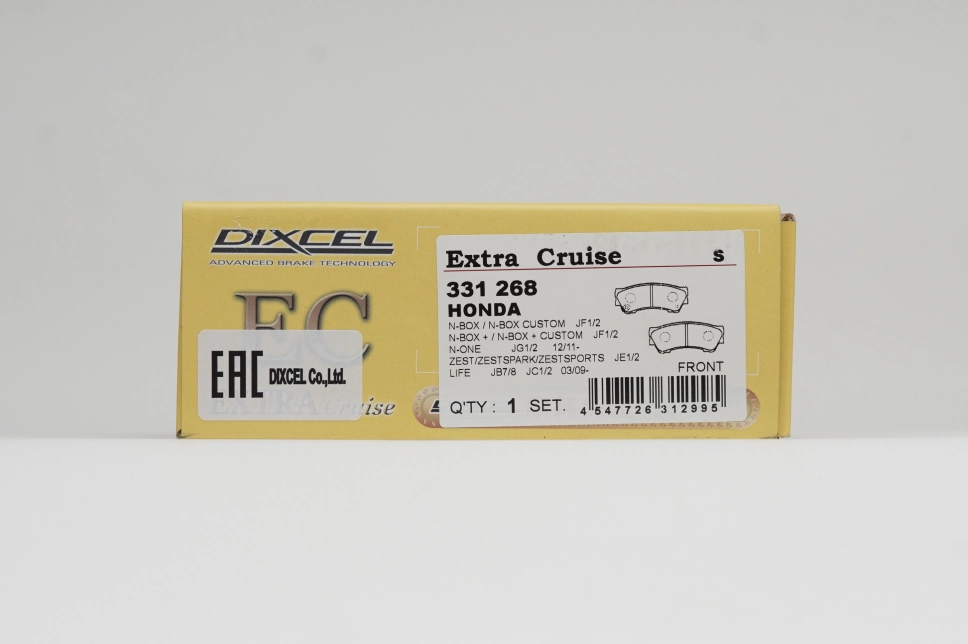 DIXCEL
ADVANCED BRAKE TECHNOLOGY
EC
EXTRA Cruise
EAC DIXCEL Co.,Ltd.
Extra Cruise S
331 268
HONDA
N-BOX / N-BOX CUSTOM JF1/2
N-BOX + / N-BOX + CUSTOM JF1/2
N-ONE JG1/2 12/11-
ZEST/ZESTSPARK/ZESTSPORTS JE1/2
LIFE JB7/8 JC1/2 03/09-
FRONT
Q'TY : 1 SET.
4 547726 312995